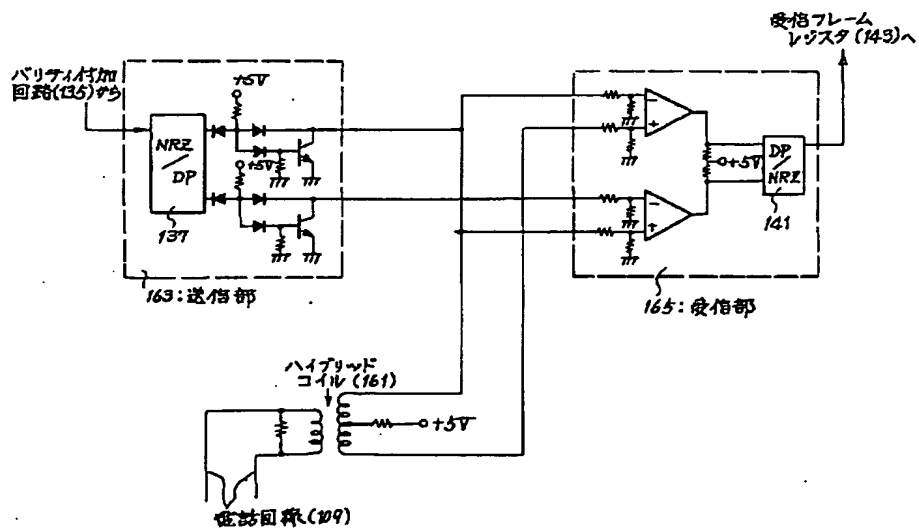 受信フレーム
レジスタ(143)へ
パリティ付加
回路(135)から
+5V
+5V
NRZ
DP
137
163:送信部
+5V
DP
NRZ
141
165:受信部
ハイブリッド
コイル(161)
+5V
電話回線(109)